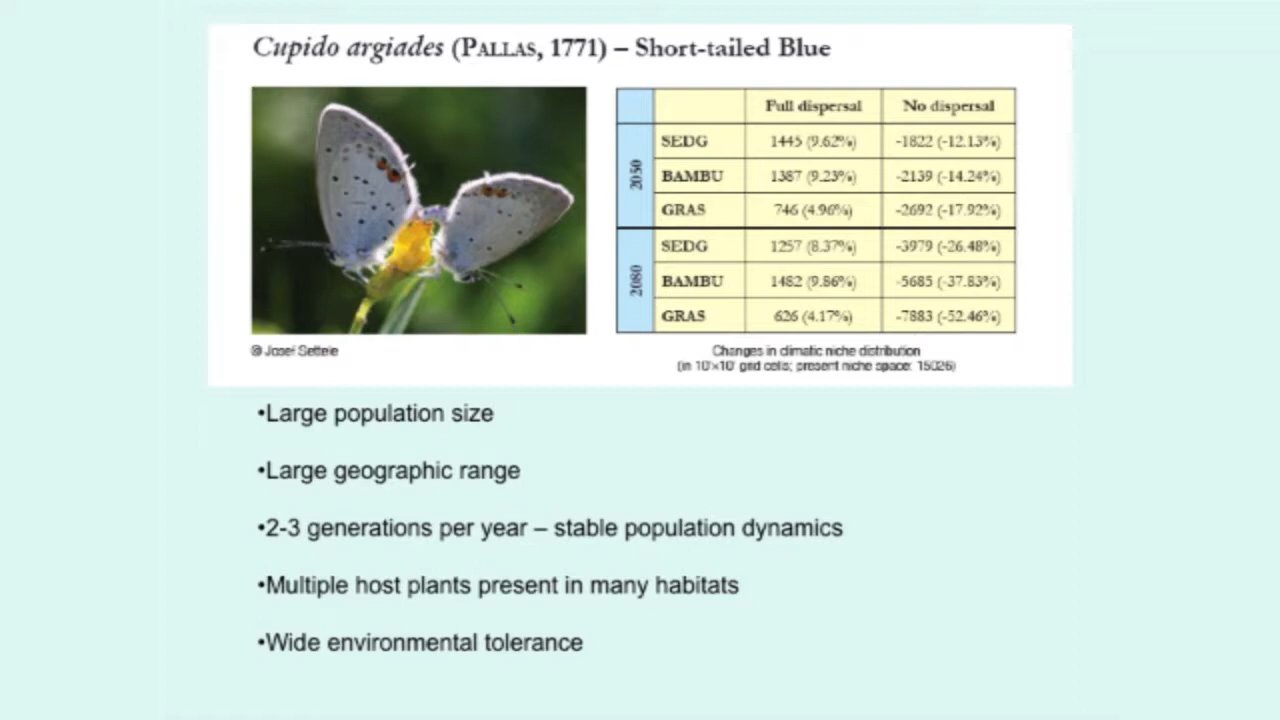 Cupido argiades (PALLAS, 1771) – Short-tailed Blue
Full dispersal No dispersal
2050
SEDG 1445 (9.62%) -1822 (-12.13%)
BAMBU 1387 (9.23%) -2139 (-14.24%)
GRAS 746 (4.96%) -2692 (-17.92%)
2080
SEDG 1257 (8.37%) -3979 (-26.48%)
BAMBU 1482 (9.86%) -5685 (-37.83%)
GRAS 626 (4.17%) -7883 (-52.46%)
© Josef Settele
Changes in climatic niche distribution
(in 10'×10' grid cells; present niche space: 15026)
•Large population size
•Large geographic range
•2-3 generations per year – stable population dynamics
•Multiple host plants present in many habitats
•Wide environmental tolerance